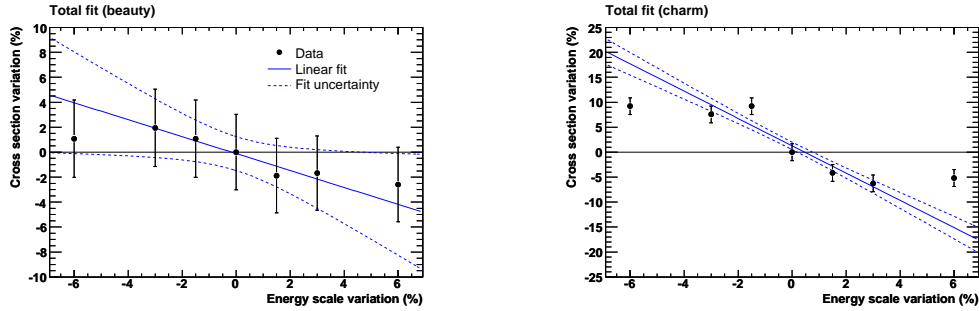 Total fit (beauty)
Cross section variation (%)
10
8
6
4
2
0
-2
-4
-6
-8
-10
Data
Linear fit
Fit uncertainty
-6 -4 -2 0 2 4 6
Energy scale variation (%)
Total fit (charm)
Cross section variation (%)
25
20
15
10
5
0
-5
-10
-15
-20
-25
-6 -4 -2 0 2 4 6
Energy scale variation (%)